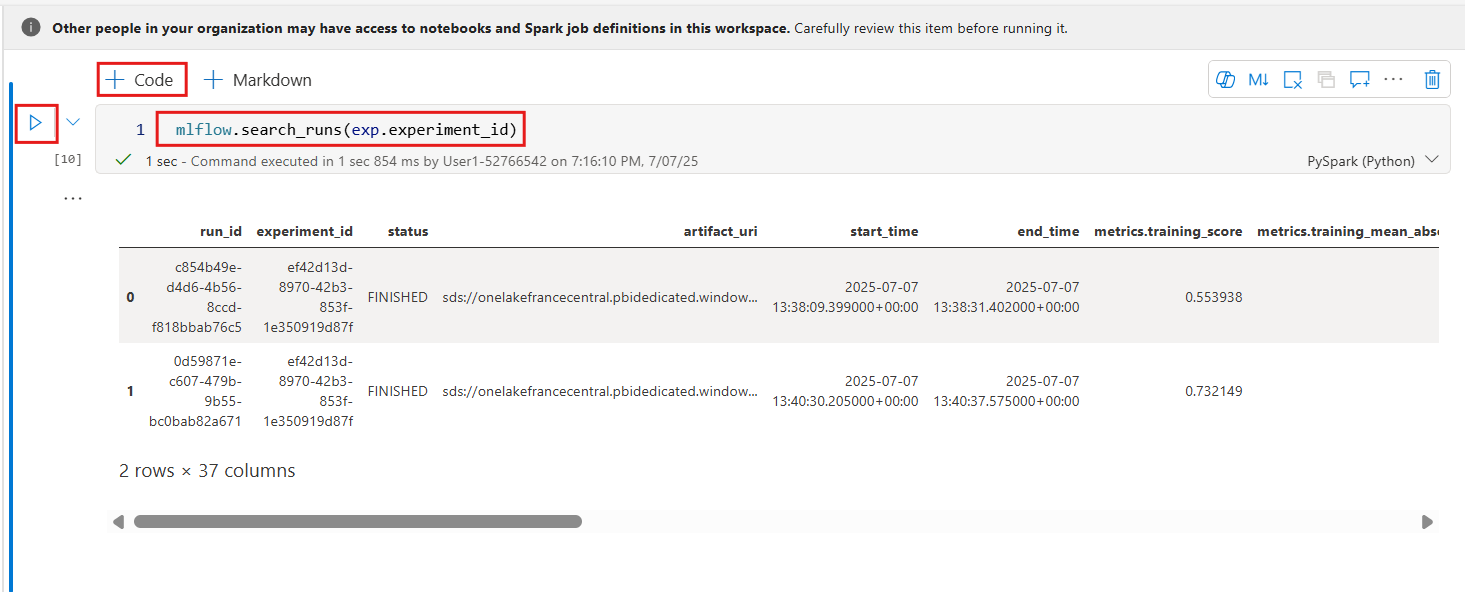 Other people in your organization may have access to notebooks and Spark job definitions in this workspace. Carefully review this item before running it.
+ Code + Markdown
M↓ ...
1 mlflow.search_runs(exp.experiment_id)
[10] 1 sec - Command executed in 1 sec 854 ms by User1-52766542 on 7:16:10 PM, 7/07/25 PySpark (Python)
...
run_id experiment_id status artifact_uri start_time end_time metrics.training_score metrics.training_mean_abs
0 c854b49e-d4d6-4b56-8ccd-f818bbab76c5 ef42d13d-8970-42b3-853f-1e350919d87f FINISHED sds://onelakefrancecentral.pbidedicated.window... 2025-07-07 13:38:09.399000+00:00 2025-07-07 13:38:31.402000+00:00 0.553938
1 0d59871e-c607-479b-9b55-bc0bab82a671 ef42d13d-8970-42b3-853f-1e350919d87f FINISHED sds://onelakefrancecentral.pbidedicated.window... 2025-07-07 13:40:30.205000+00:00 2025-07-07 13:40:37.575000+00:00 0.732149
2 rows × 37 columns